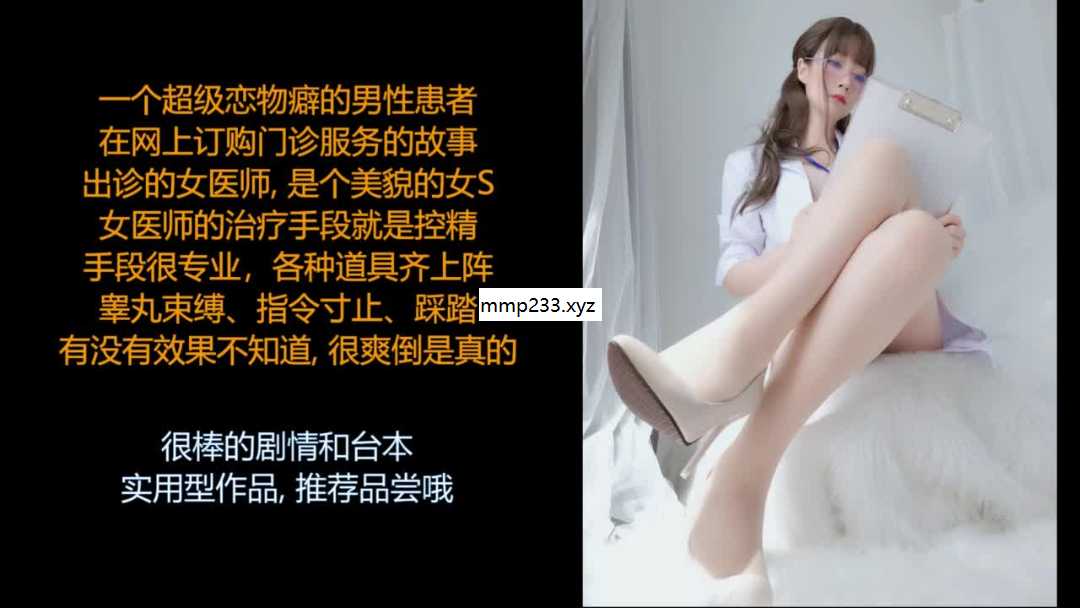 一个超级恋物癖的男性患者
在网上订购门诊服务的故事
出诊的女医师, 是个美貌的女S
女医师的治疗手段就是控精
手段很专业，各种道具齐上阵
睾丸束缚、指令寸止、踩踏
mmp233.xyz
有没有效果不知道, 很爽倒是真的
很棒的剧情和台本
实用型作品, 推荐品尝哦